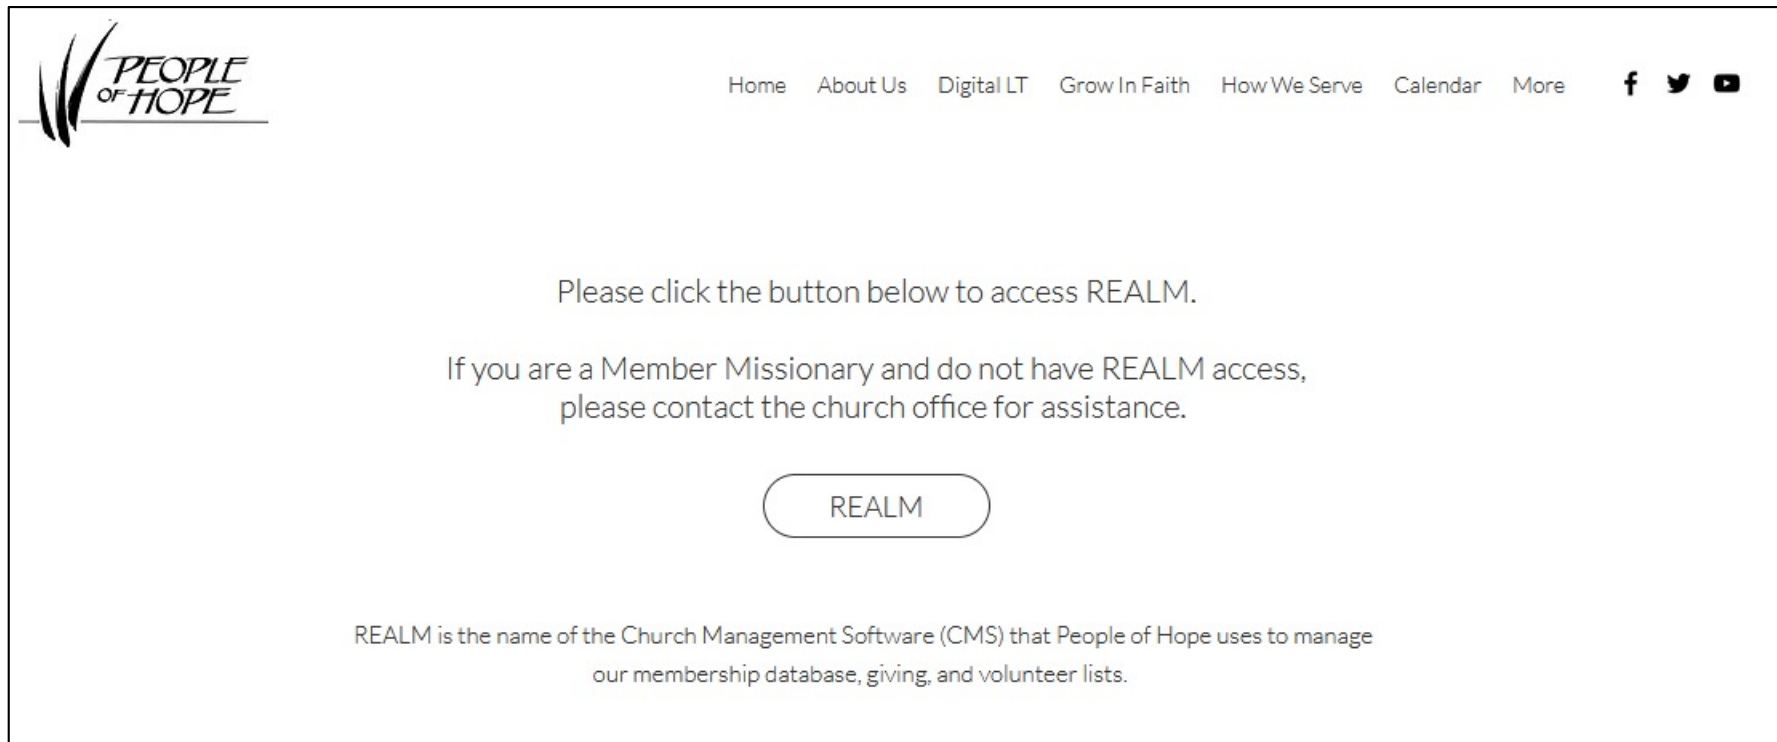 PEOPLE
OF HOPE
Home About Us Digital LT Grow In Faith How We Serve Calendar More
Please click the button below to access REALM.
If you are a Member Missionary and do not have REALM access,
please contact the church office for assistance.
REALM
REALM is the name of the Church Management Software (CMS) that People of Hope uses to manage
our membership database, giving, and volunteer lists.